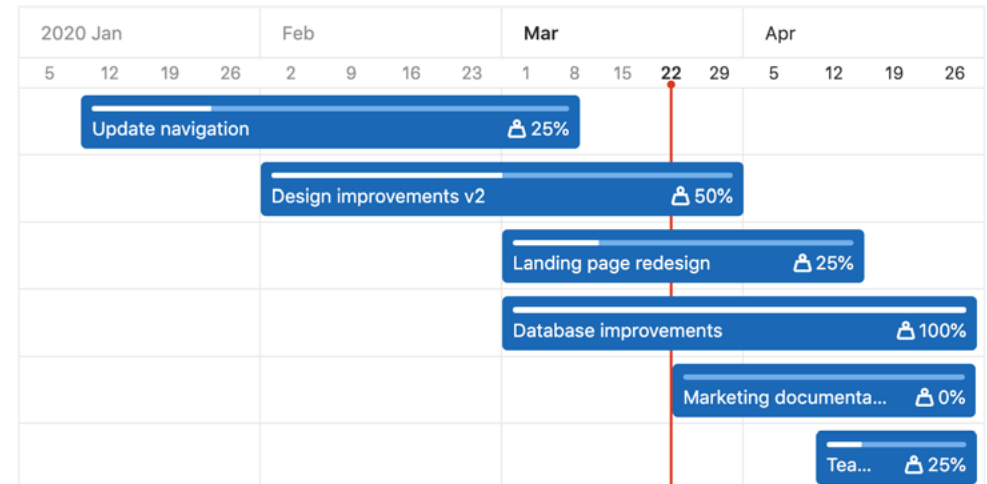 2020 Jan Feb Mar Apr
5 12 19 26 2 9 16 23 1 8 15 22 29 5 12 19 26
Update navigation 25%
Design improvements v2 50%
Landing page redesign 25%
Database improvements 100%
Marketing documenta... 0%
Tea... 25%